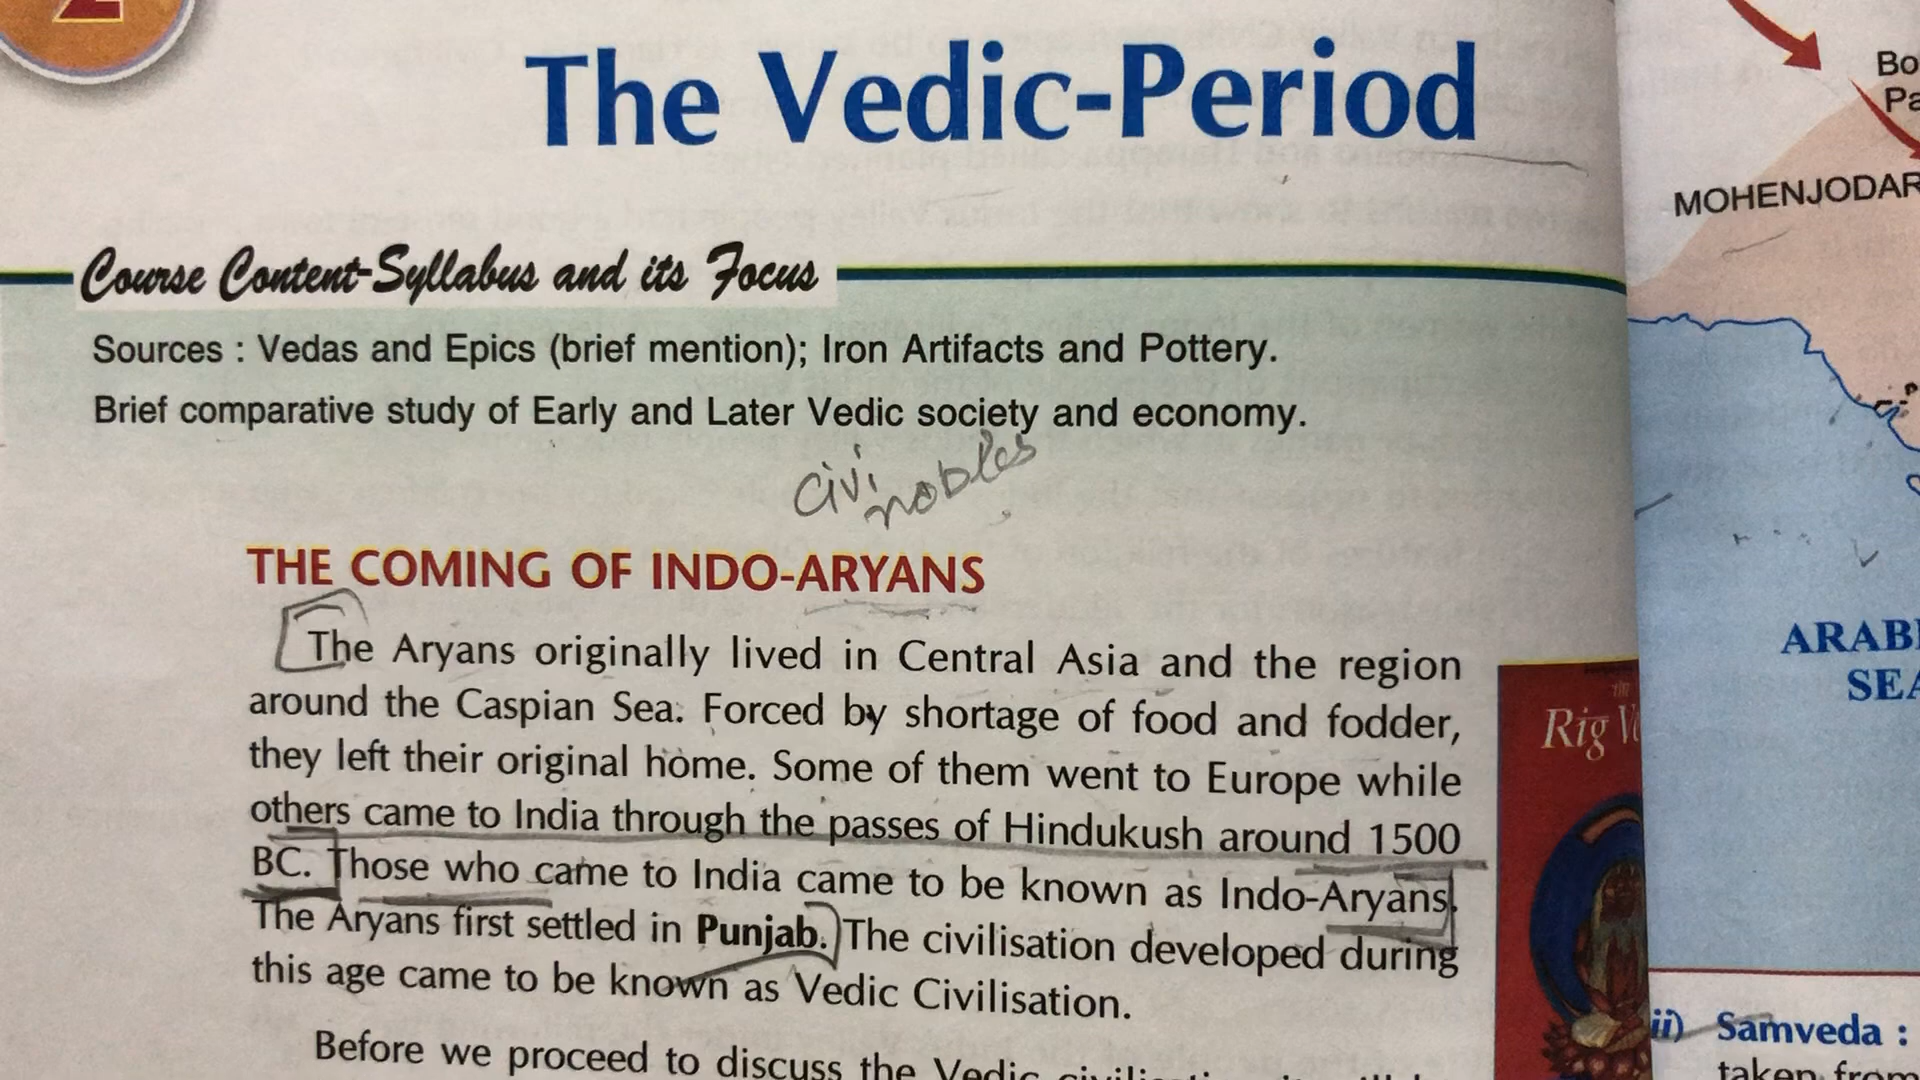 2
The Vedic-Period
Course Content-Syllabus and its Focus
Sources : Vedas and Epics (brief mention); Iron Artifacts and Pottery.
Brief comparative study of Early and Later Vedic society and economy.
civi
nobles
THE COMING OF INDO-ARYANS
The Aryans originally lived in Central Asia and the region
around the Caspian Sea. Forced by shortage of food and fodder,
they left their original home. Some of them went to Europe while
others came to India through the passes of Hindukush around 1500
BC. Those who came to India came to be known as Indo-Aryans.
The Aryans first settled in Punjab. The civilisation developed during
this age came to be known as Vedic Civilisation.
Before we proceed to discuss the Vedic
Rig
Bo
Pa
MOHENJODAR
ARAB
SEA
ii) Samveda :
taken from